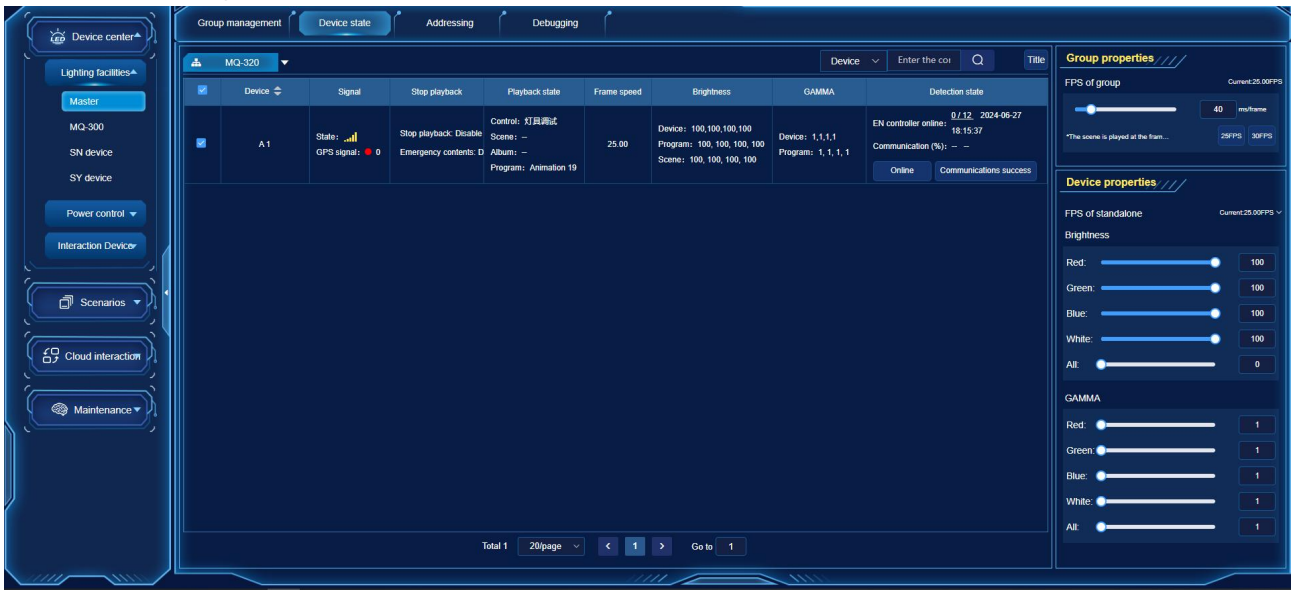 LED Device center
Lighting facilities
Master
MQ-300
SN device
SY device
Power control
Interaction Device
Scenarios
Cloud interaction
Maintenance
Group management Device state Addressing Debugging
MQ-320 Device Enter the coi Title
Device Signal Stop playback Playback state Frame speed Brightness GAMMA Detection state
A 1
State:
GPS signal: 0
Stop playback: Disable
Emergency contents: D
Control: 灯具调试
Scene: --
Album: --
Program: Animation 19
25.00
Device: 100,100,100,100
Program: 100, 100, 100, 100
Scene: 100, 100, 100, 100
Device: 1,1,1,1
Program: 1, 1, 1, 1
EN controller online: 0 / 12 2024-06-27
18:15:37
Communication (%): -- --
Online Communications success
Total 1 20/page < 1 > Go to 1
Group properties
FPS of group Current:25.00FPS
40 ms/frame
*The scene is played at the fram... 25FPS 30FPS
Device properties
FPS of standalone Current:25.00FPS
Brightness
Red: 100
Green: 100
Blue: 100
White: 100
All: 0
GAMMA
Red: 1
Green: 1
Blue: 1
White: 1
All: 1